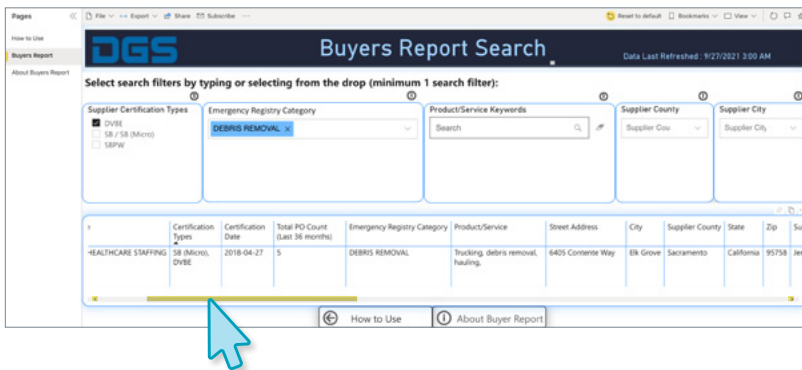 Pages
File Export Share Subscribe ...
Reset to default Bookmarks View
How to Use
Buyers Report
About Buyers Report
DGS
Buyers Report Search
Data Last Refreshed : 9/27/2021 3:00 AM
Select search filters by typing or selecting from the drop (minimum 1 search filter):
Supplier Certification Types
DVBE
SB / SB (Micro)
SBPW
Emergency Registry Category
DEBRIS REMOVAL ×
Product/Service Keywords
Search
Supplier County
Supplier Cou
Supplier City
Supplier City
Certification Types Certification Date Total PO Count (Last 36 months) Emergency Registry Category Product/Service Street Address City Supplier County State Zip Su
HEALTHCARE STAFFING SB (Micro), DVBE 2018-04-27 5 DEBRIS REMOVAL Trucking, debris removal, hauling, 6405 Contente Way Elk Grove Sacramento California 95758 Jer
How to Use
About Buyer Report